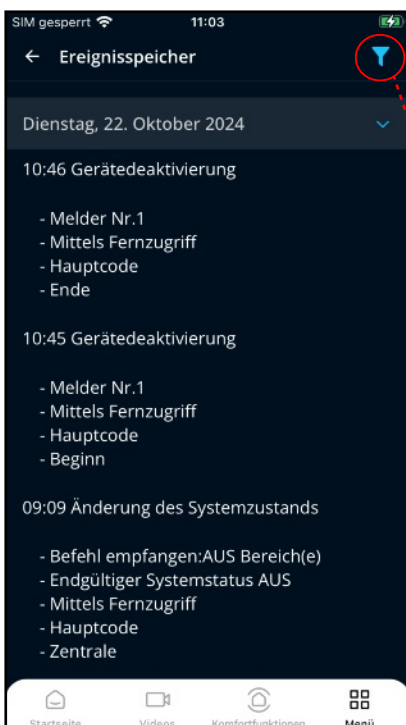 SIM gesperrt 11:03
Ereignisspeicher
Dienstag, 22. Oktober 2024
10:46 Gerätedeaktivierung
- Melder Nr.1
- Mittels Fernzugriff
- Hauptcode
- Ende
10:45 Gerätedeaktivierung
- Melder Nr.1
- Mittels Fernzugriff
- Hauptcode
- Beginn
09:09 Änderung des Systemzustands
- Befehl empfangen:AUS Bereich(e)
- Endgültiger Systemstatus AUS
- Mittels Fernzugriff
- Hauptcode
- Zentrale
Startseite Videos Komfortfunktionen Menü